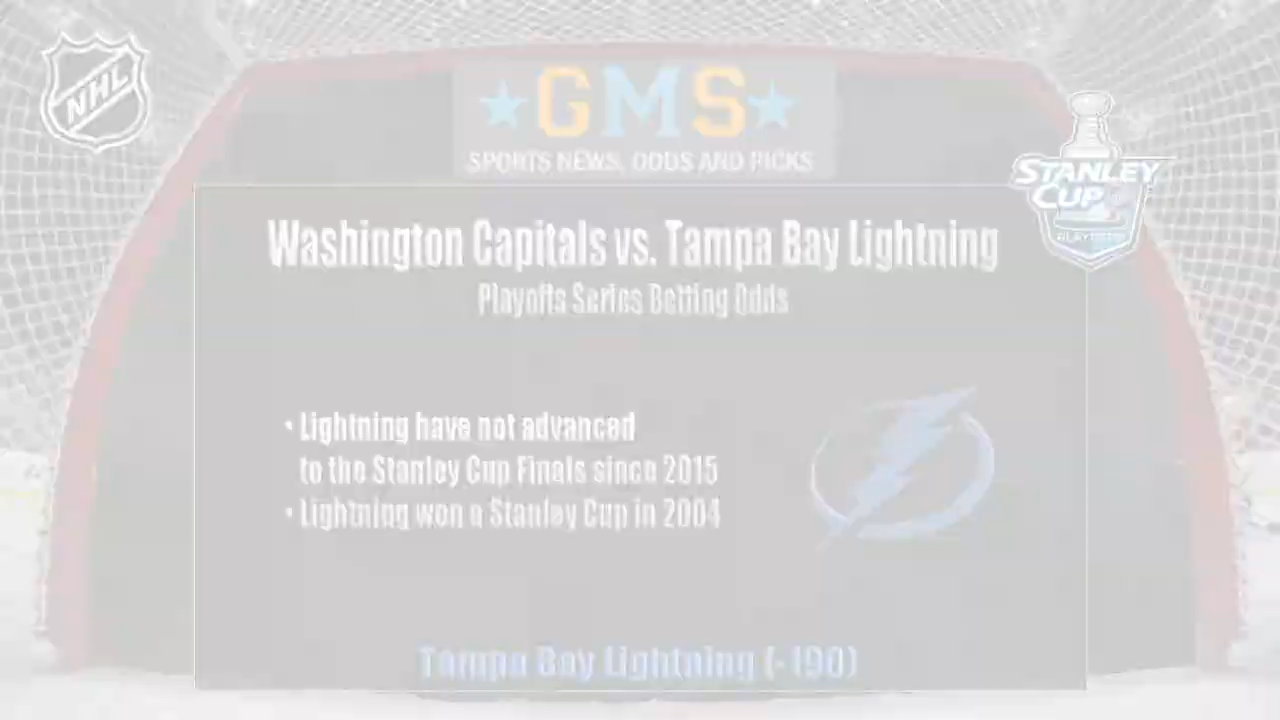 NHL
GMS
SPORTS NEWS, ODDS AND PICKS
STANLEY
CUP
PLAYOFFS
Washington Capitals vs. Tampa Bay Lightning
Playoffs Series Betting Odds
• Lightning have not advanced
to the Stanley Cup Finals since 2015
• Lightning won a Stanley Cup in 2004
Tampa Bay Lightning (-190)